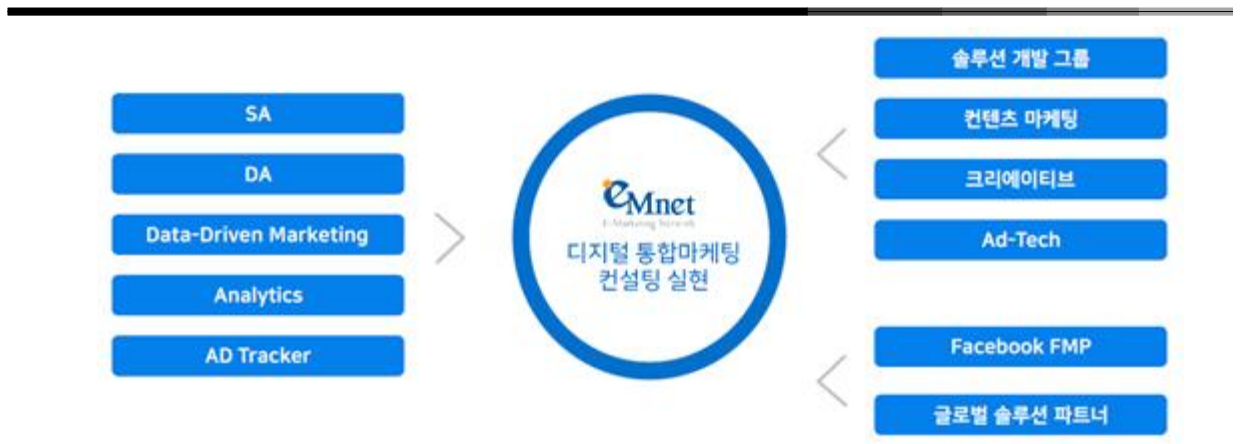 SA
DA
Data-Driven Marketing
Analytics
AD Tracker
eMnet
E-Marketing Network
디지털 통합마케팅
컨설팅 실현
솔루션 개발 그룹
컨텐츠 마케팅
크리에이티브
Ad-Tech
Facebook FMP
글로벌 솔루션 파트너